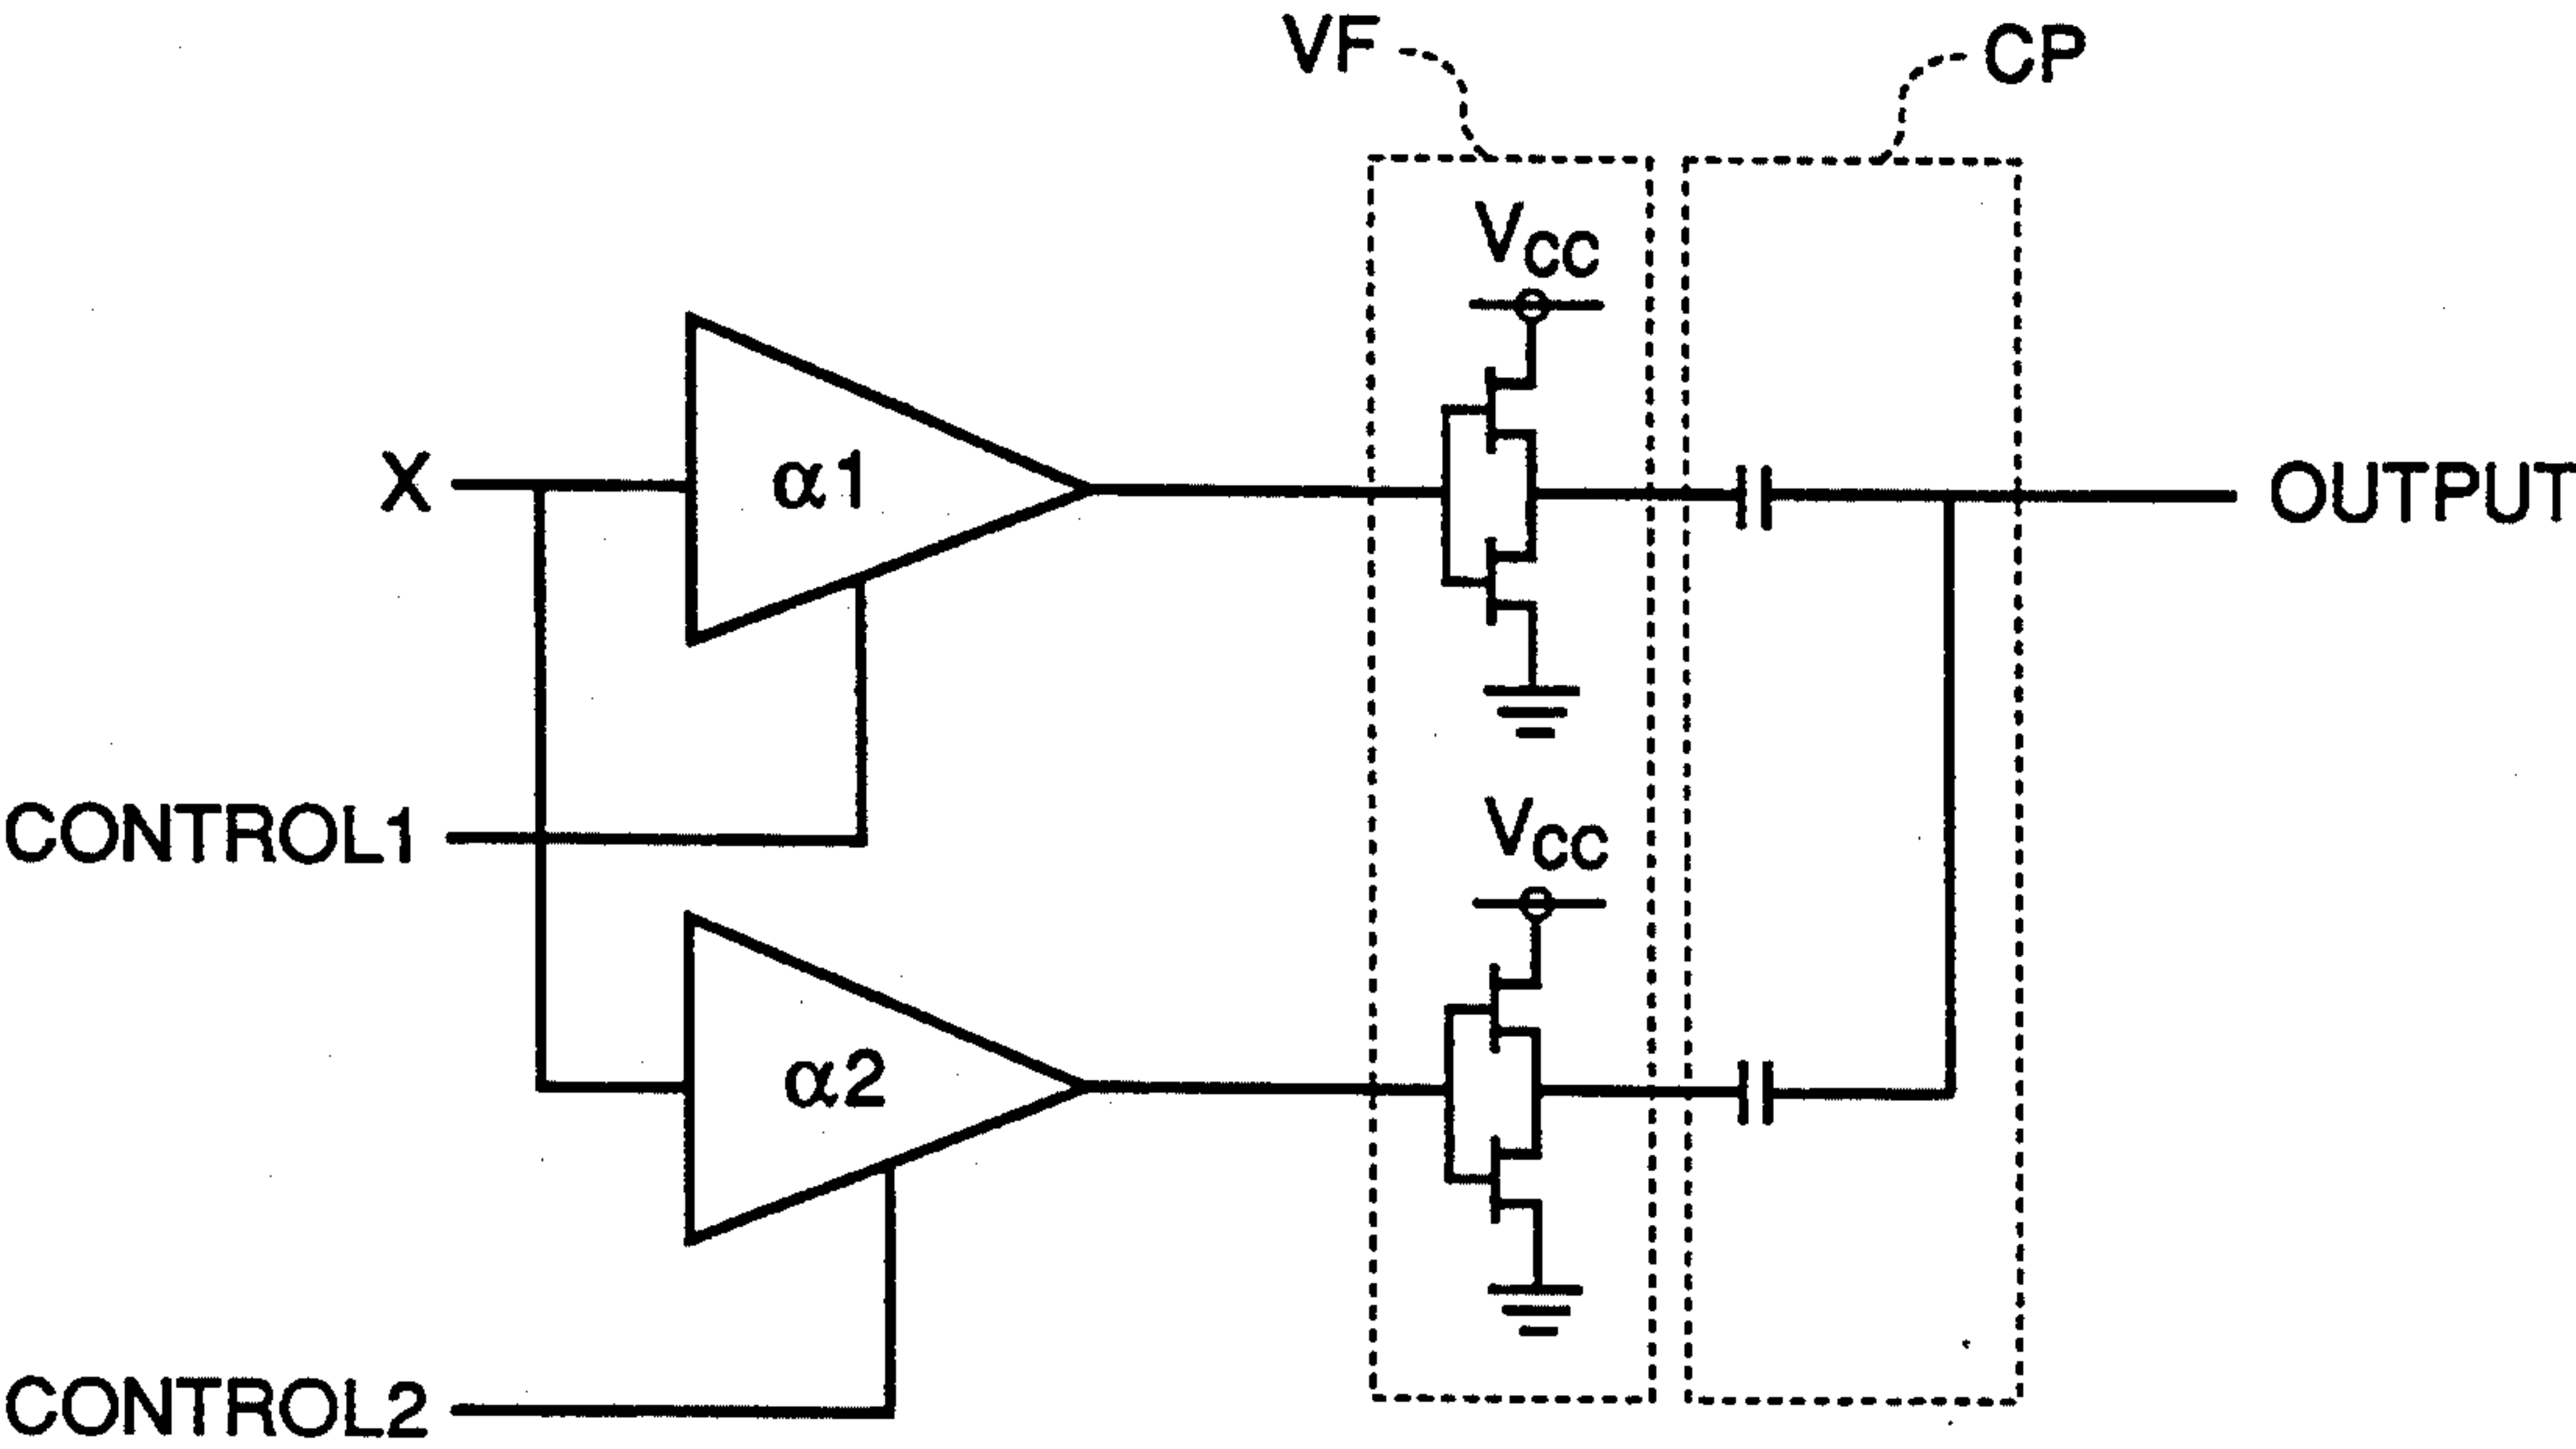 VF
CP
VCC
X
α1
OUTPUT
CONTROL1
VCC
α2
CONTROL2